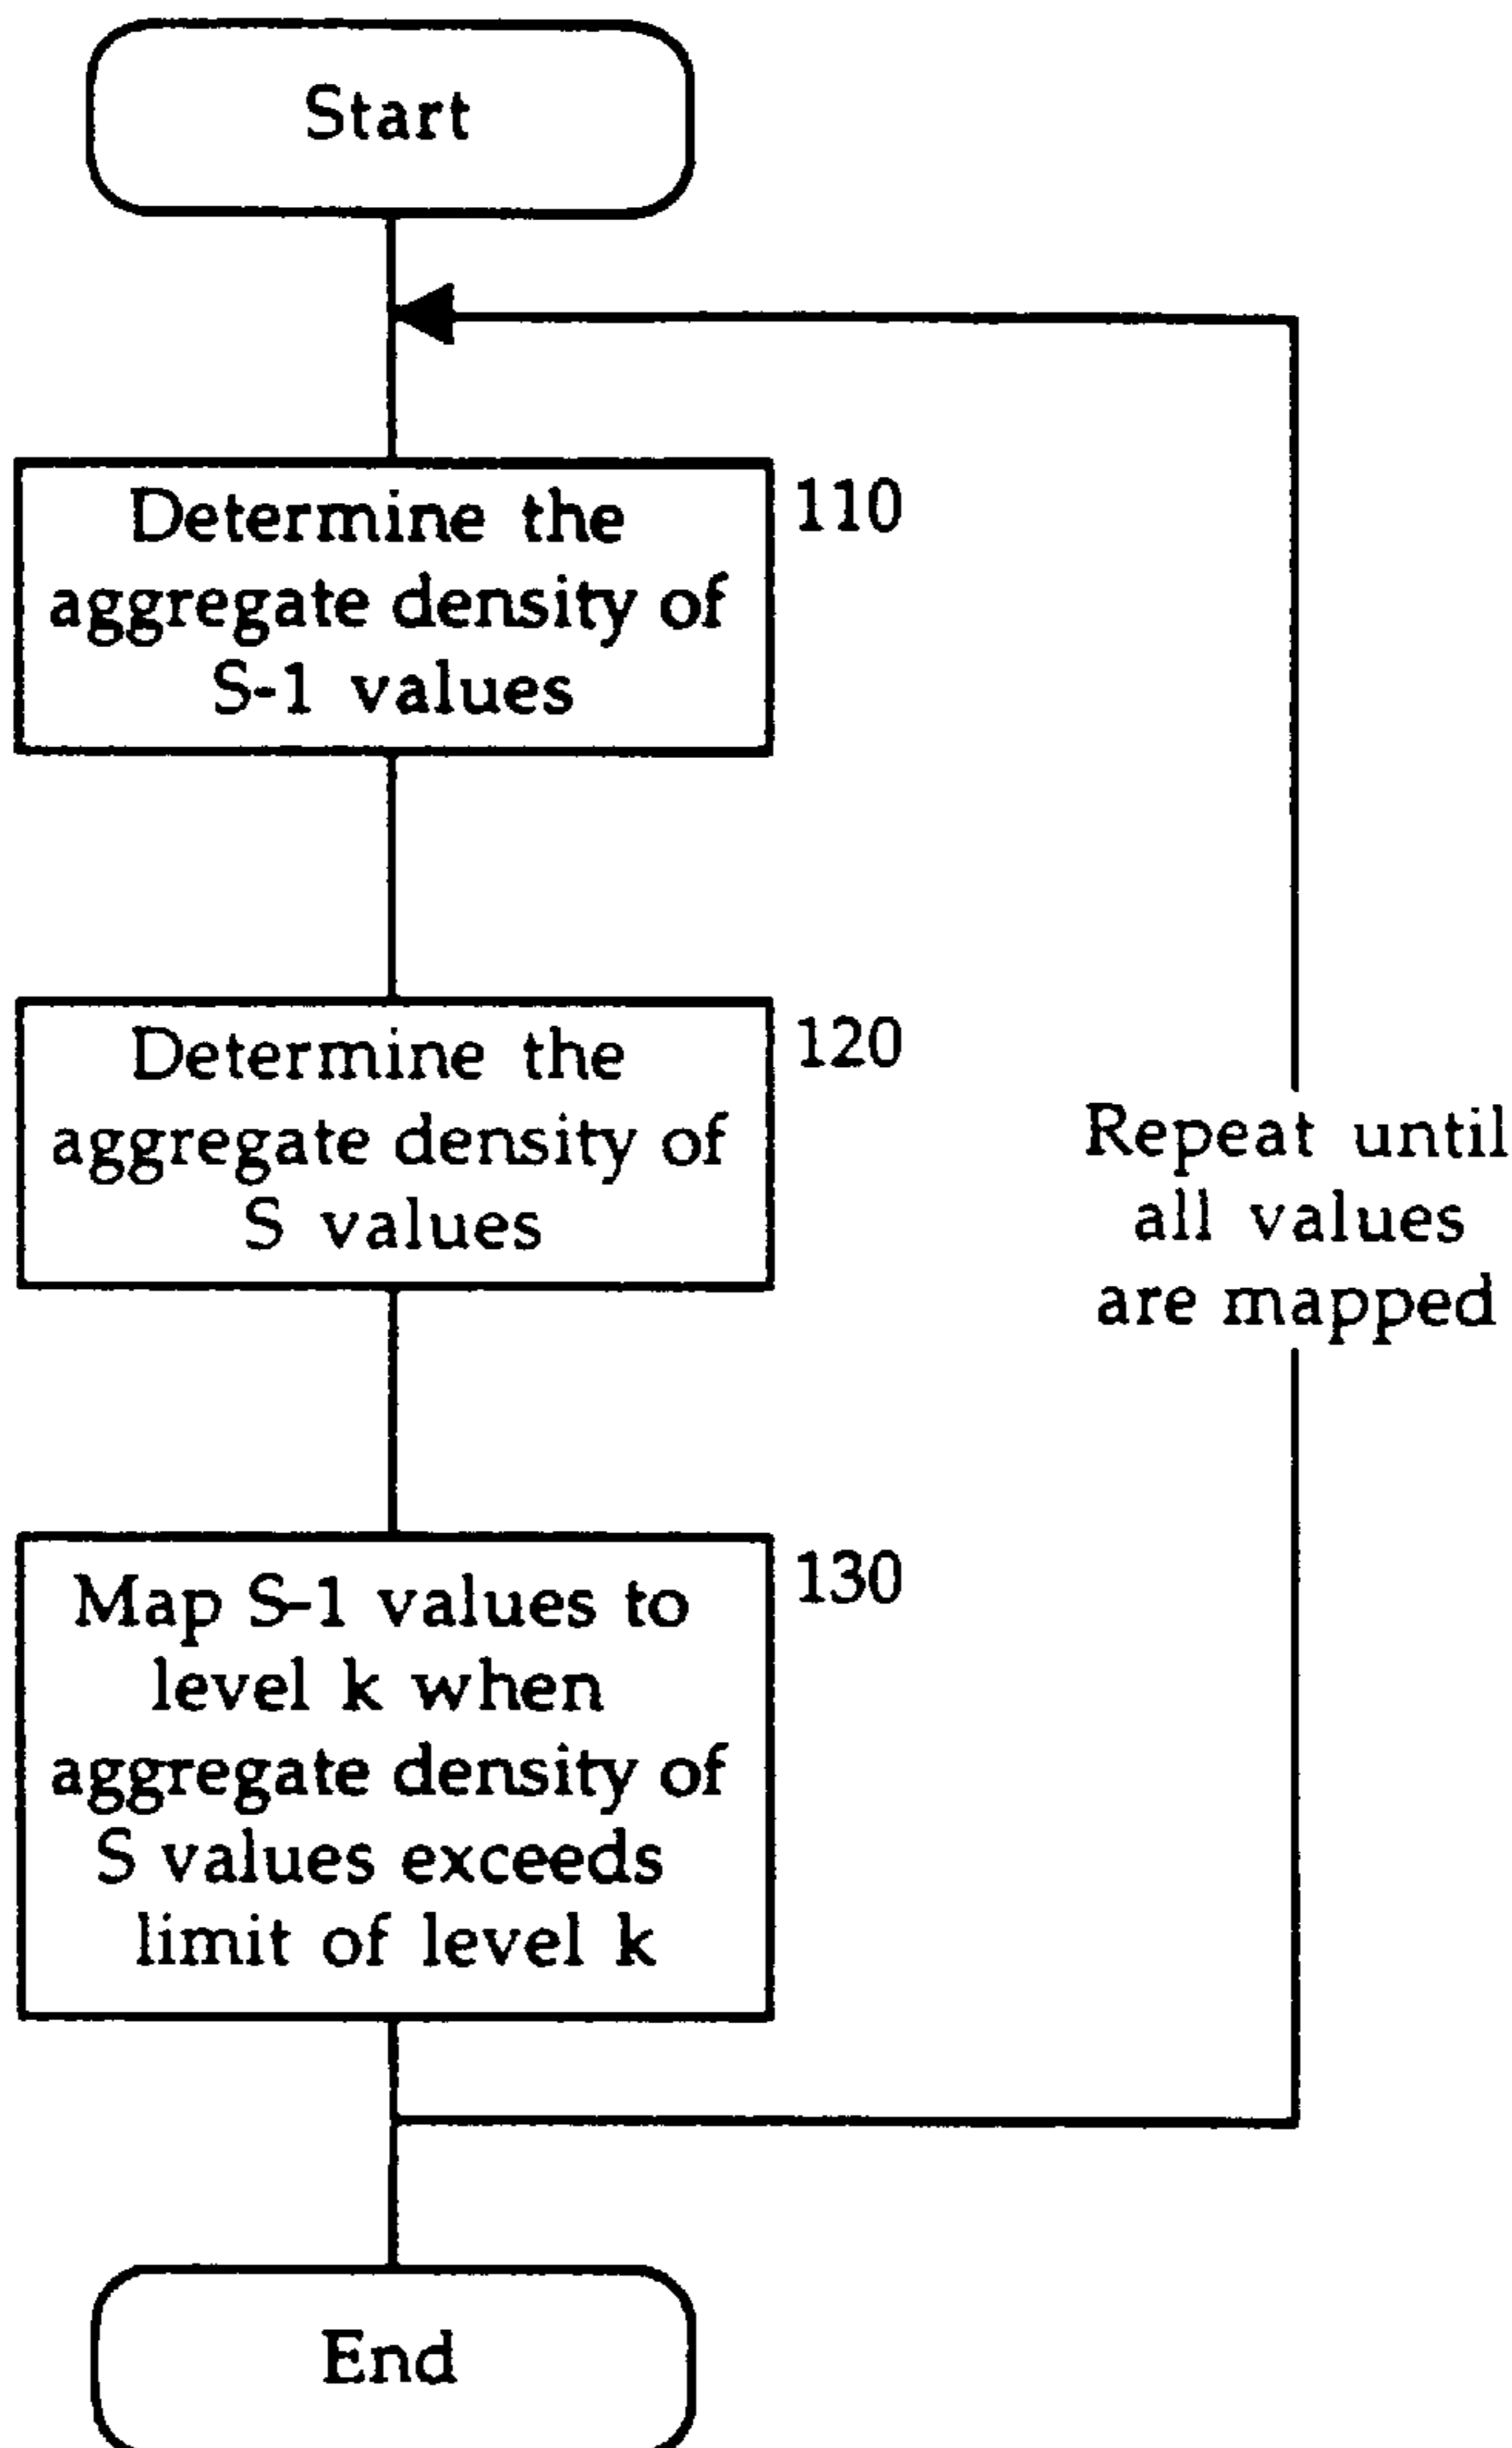 Start
Determine the
aggregate density of
S-1 values
110
Determine the
aggregate density of
S values
120
Repeat until
all values
are mapped
Map S-1 values to
level k when
aggregate density of
S values exceeds
limit of level k
130
End